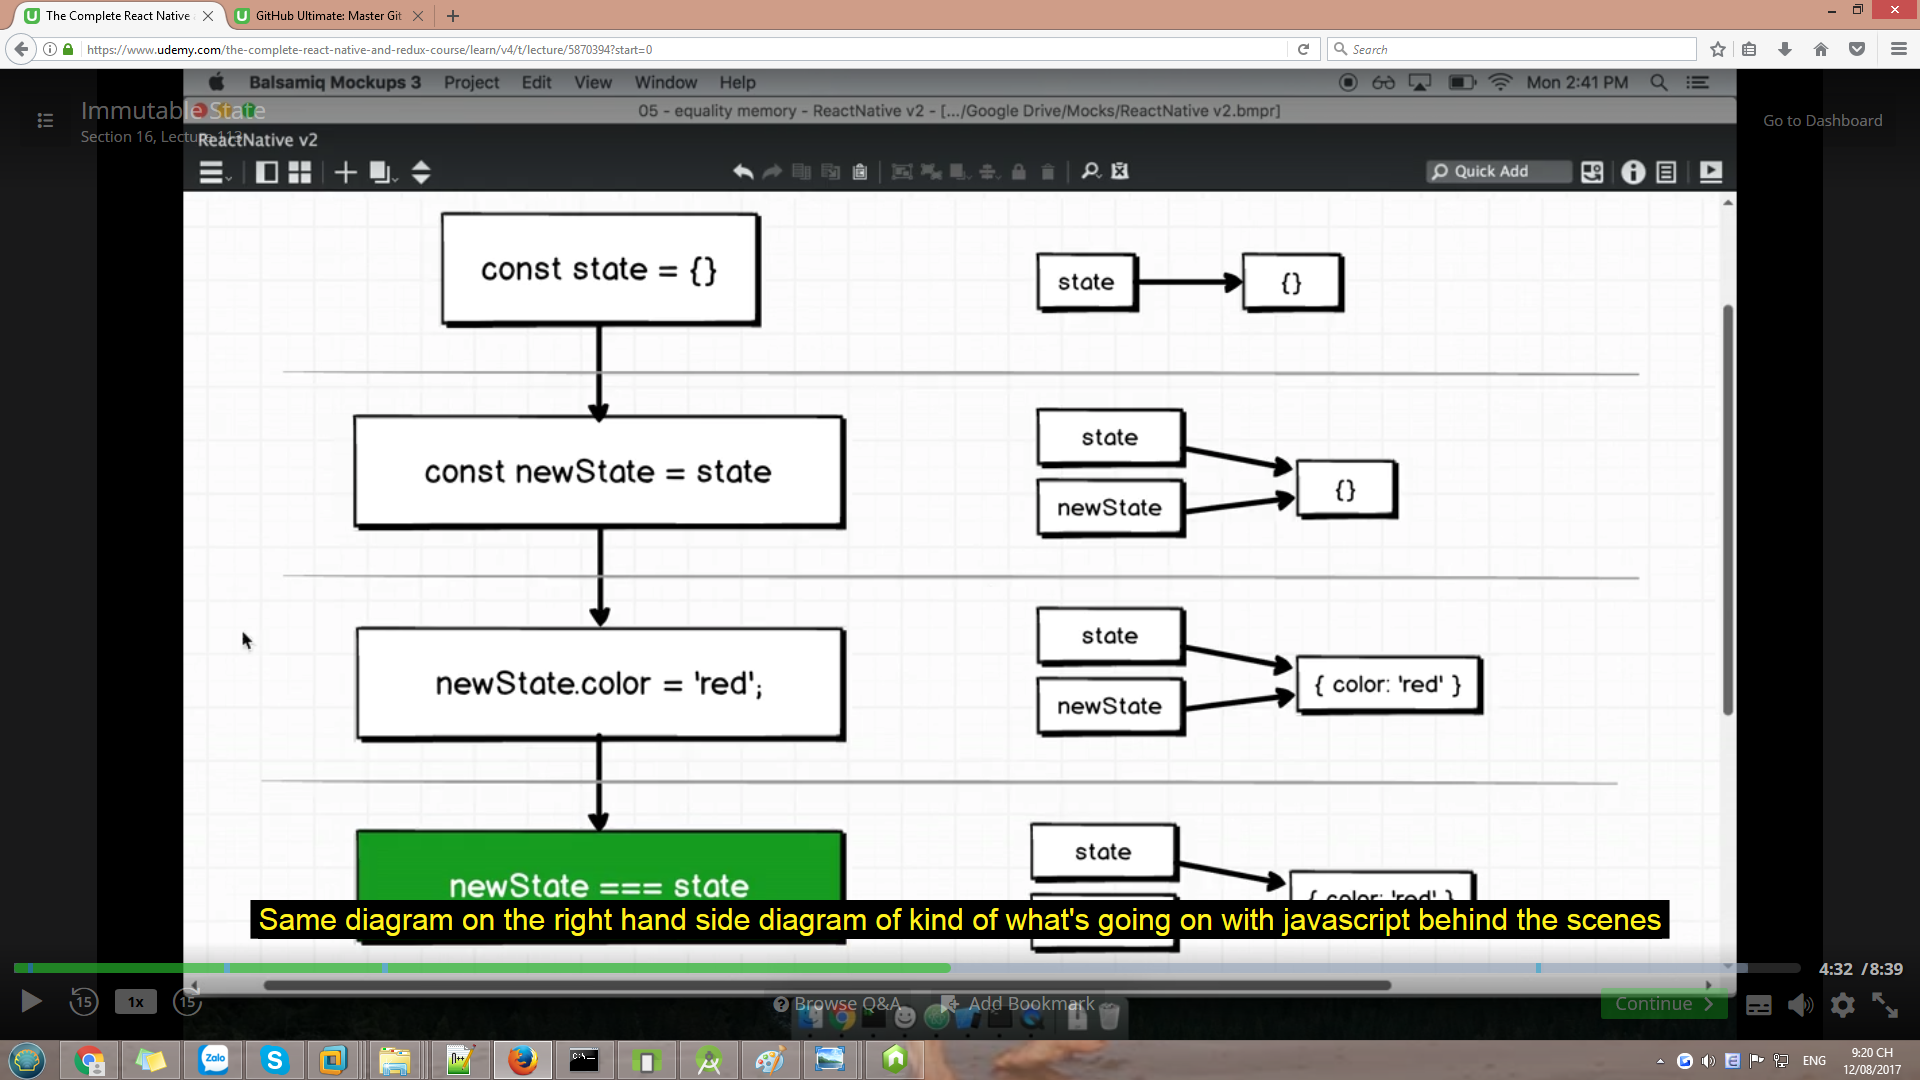 The Complete React Native
GitHub Ultimate: Master Git
https://www.udemy.com/the-complete-react-native-and-redux-course/learn/v4/t/lecture/5870394?start=0
Search
Balsamiq Mockups 3 Project Edit View Window Help
Mon 2:41 PM
05 - equality memory - ReactNative v2 - [.../Google Drive/Mocks/ReactNative v2.bmpr]
Immutable State
Section 16, Lecture 113
Go to Dashboard
ReactNative v2
Quick Add
const state = {}
state
{}
const newState = state
state
newState
{}
newState.color = 'red';
state
newState
{ color: 'red' }
newState === state
state
{ color: 'red' }
Same diagram on the right hand side diagram of kind of what's going on with javascript behind the scenes
4:32 / 8:39
15
1x
15
Browse Q&A
Add Bookmark
Continue
Zalo
ENG
9:20 CH
12/08/2017